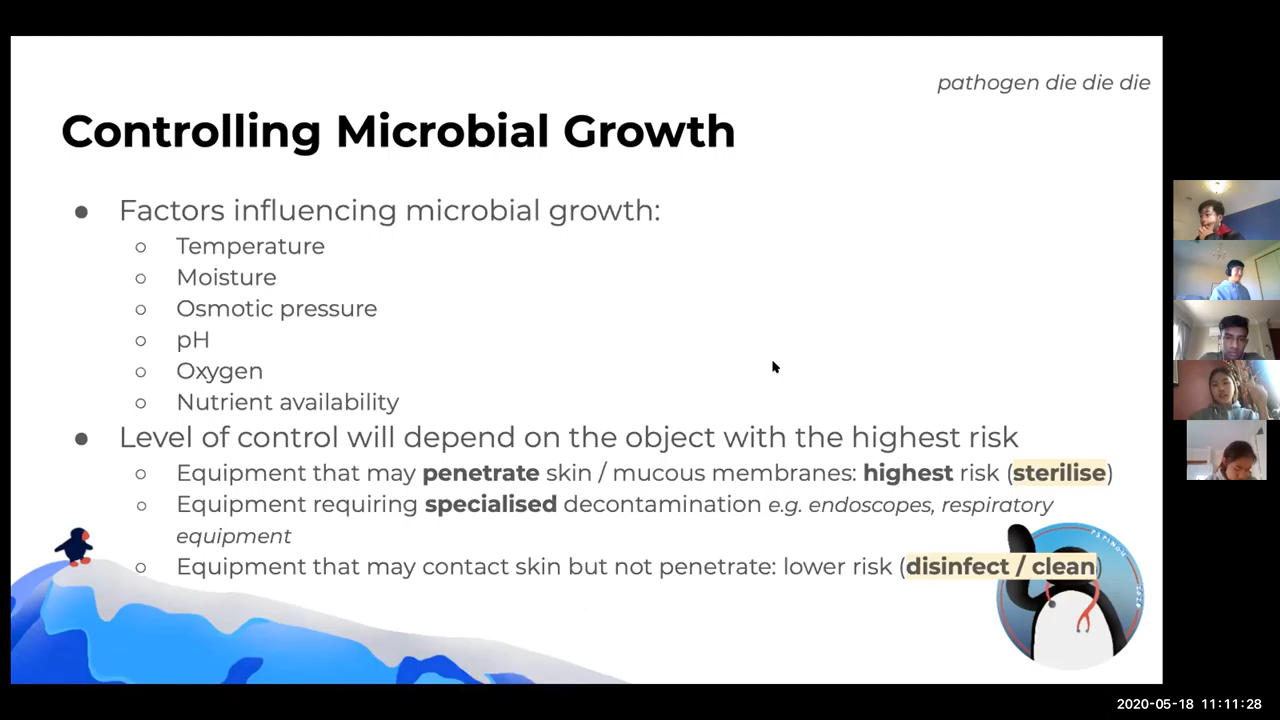 pathogen die die die
Controlling Microbial Growth
● Factors influencing microbial growth:
○ Temperature
○ Moisture
○ Osmotic pressure
○ pH
○ Oxygen
○ Nutrient availability
● Level of control will depend on the object with the highest risk
○ Equipment that may penetrate skin / mucous membranes: highest risk (sterilise)
○ Equipment requiring specialised decontamination e.g. endoscopes, respiratory
equipment
○ Equipment that may contact skin but not penetrate: lower risk (disinfect / clean)
2020-05-18 11:11:28